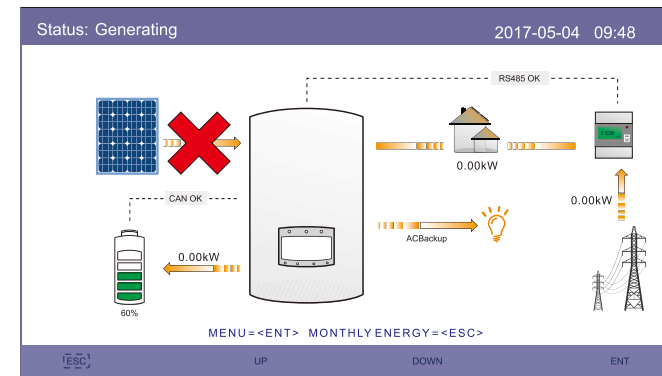 Status: Generating
2017-05-04 09:48
RS485 OK
0.00kW
CAN OK
0.00kW
ACBackup
0.00kW
60%
MENU=<ENT> MONTHLY ENERGY=<ESC>
ESC
UP
DOWN
ENT